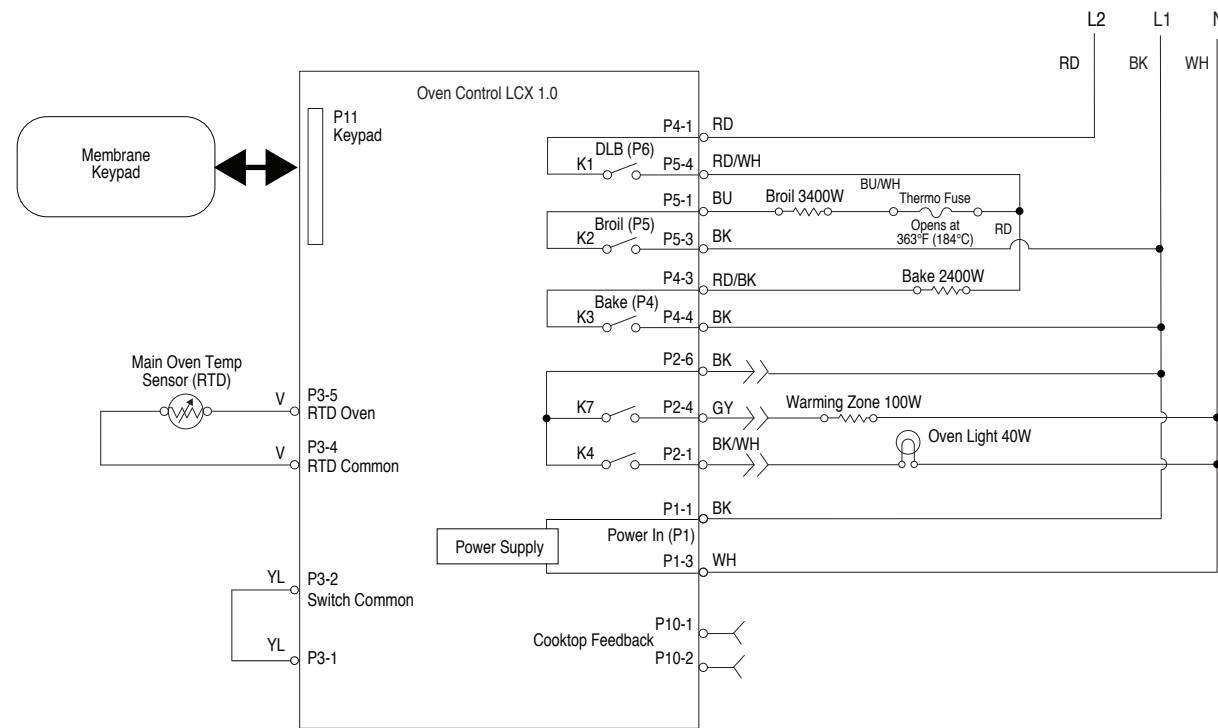 L2 L1 N
RD BK WH
Oven Control LCX 1.0
P11
Keypad
Membrane
Keypad
P4-1 RD
DLB (P6)
K1 P5-4 RD/WH
BU/WH
P5-1 BU Broil 3400W Thermo Fuse
Opens at
363°F (184°C)
RD
Broil (P5)
K2 P5-3 BK
P4-3 RD/BK Bake 2400W
Bake (P4)
K3 P4-4 BK
Main Oven Temp
Sensor (RTD)
P2-6 BK
V P3-5
RTD Oven
K7 P2-4 GY Warming Zone 100W
V P3-4
RTD Common
K4 P2-1 BK/WH Oven Light 40W
P1-1 BK
Power Supply Power In (P1)
P1-3 WH
YL P3-2
Switch Common
YL P3-1
Cooktop Feedback P10-1
P10-2